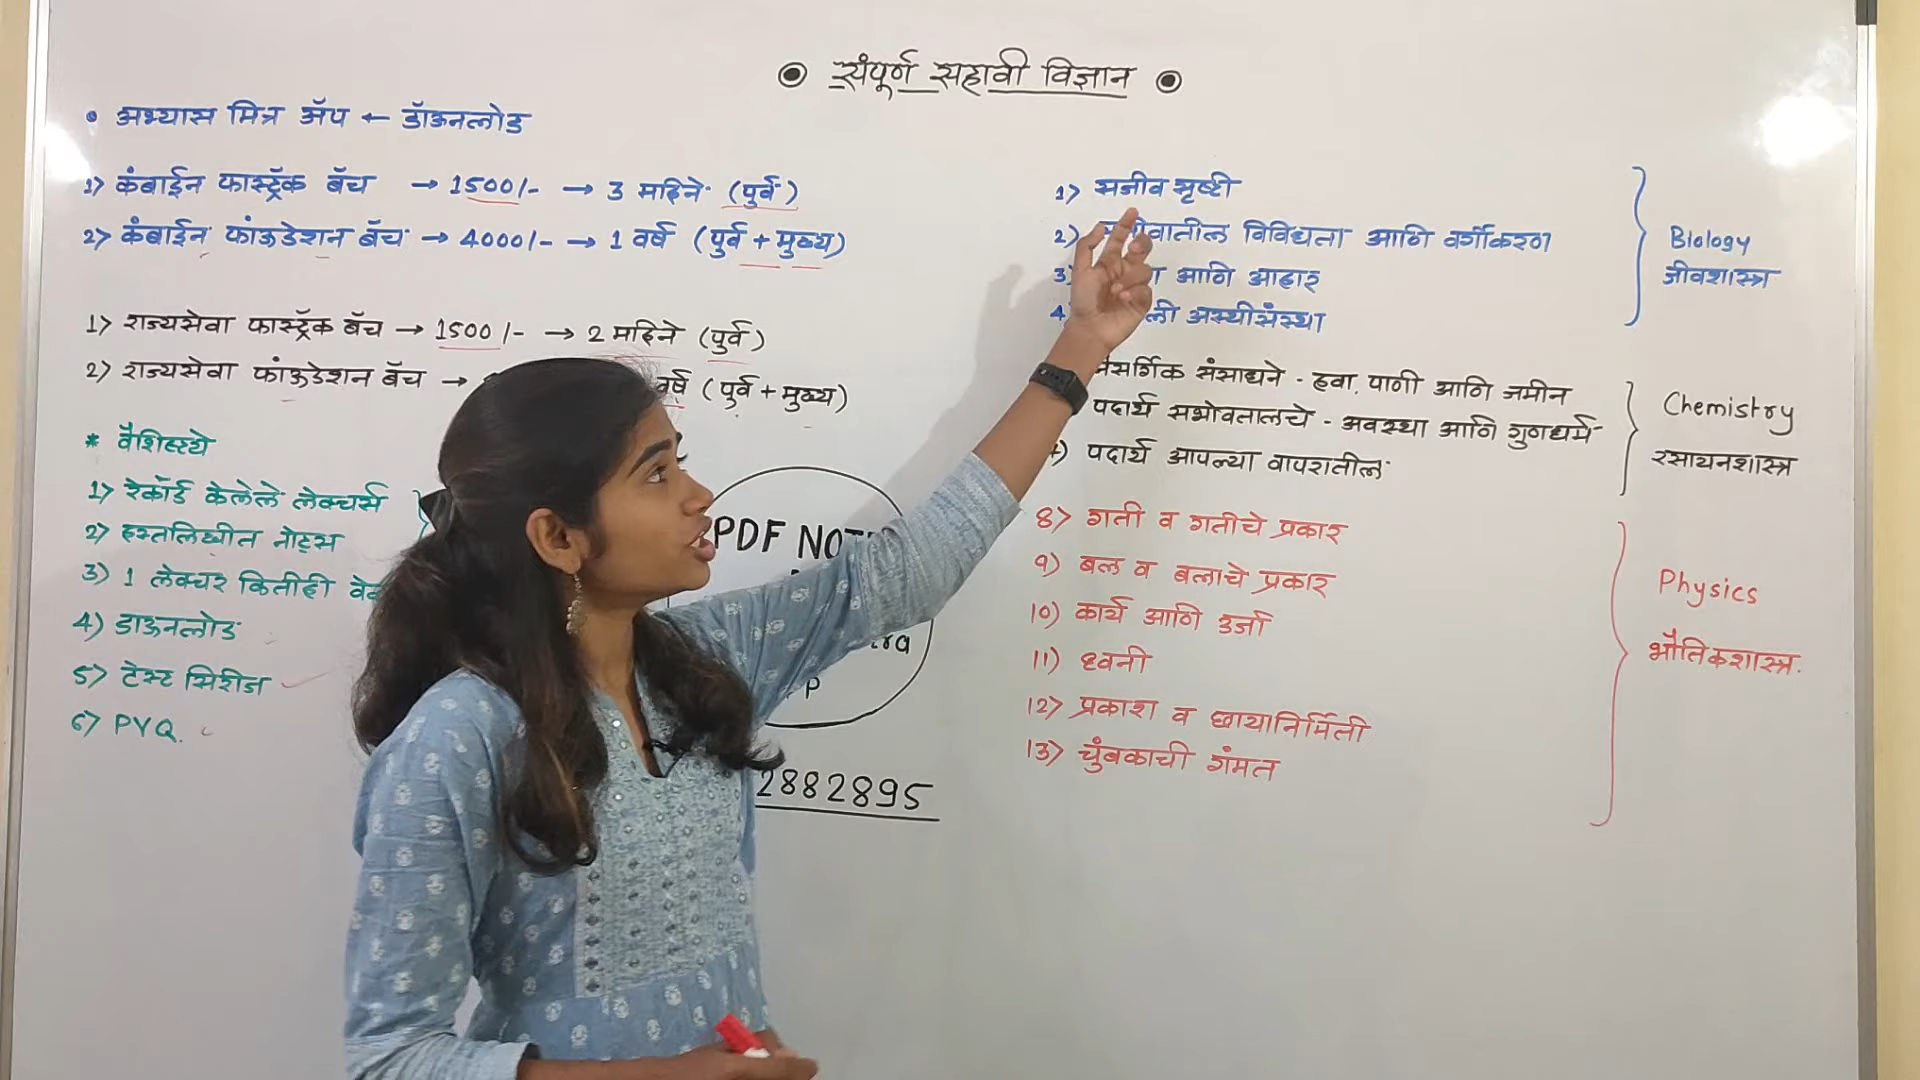 संपूर्ण सहावी विज्ञान
• अभ्यास मित्र ॲप ← डॉऊनलोड
1) कंबाईन फास्ट्रॅक बॅच → 1500/- → 3 महिने (पुर्व)
2) कंबाईन फांऊडेशन बॅच → 4000/- → 1 वर्ष (पुर्व + मुख्य)
1) राज्यसेवा फास्ट्रॅक बॅच → 1500/- → 2 महिने (पुर्व)
2) राज्यसेवा फांऊडेशन बॅच → वर्ष (पुर्व + मुख्य)
* वैशिष्ट्ये
1) रेकॉर्ड केलेले लेक्चर्स
2) हस्तलिखीत नोट्स
3) 1 लेक्चर कितीही
4) डाऊनलोड
5) टेस्ट सिरीज
6) PYQ.
PDF
P
2882895
1) सजीव सृष्टी
2) विविधता आणि वर्गीकरण
3) आणि आहार
4) अस्थीसंस्था
Biology
जीवशास्त्र
नैसर्गिक संसाधने - हवा, पाणी आणि जमीन
पदार्थ सभोवतालचे - अवस्था आणि गुणधर्म
पदार्थ आपल्या वापरातील
Chemistry
रसायनशास्त्र
8) गती व गतीचे प्रकार
9) बल व बलाचे प्रकार
10) कार्य आणि उर्जा
11) ध्वनी
12) प्रकाश व छायानिर्मिती
13) चुंबकाची गंमत
Physics
भौतिकशास्त्र.